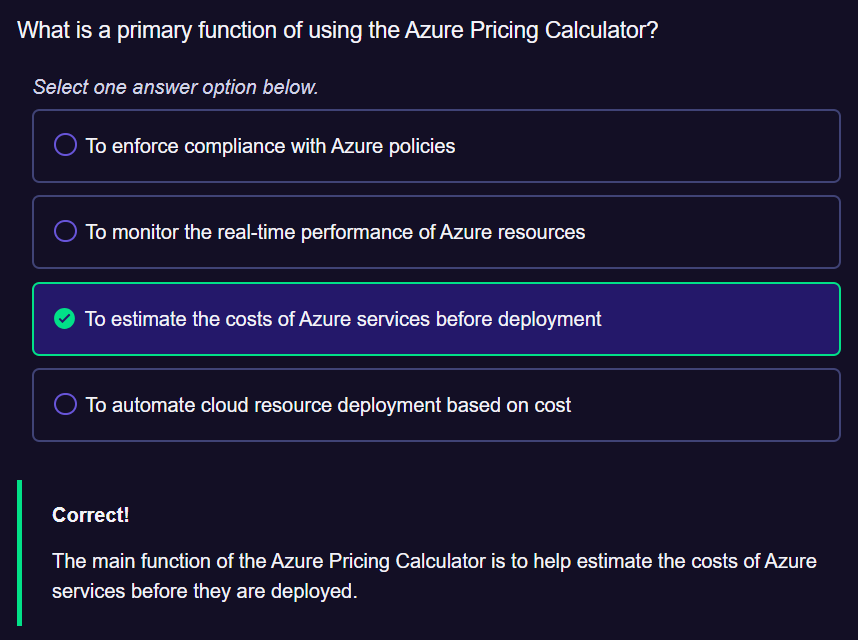 What is a primary function of using the Azure Pricing Calculator?
Select one answer option below.
To enforce compliance with Azure policies
To monitor the real-time performance of Azure resources
To estimate the costs of Azure services before deployment
To automate cloud resource deployment based on cost
Correct!
The main function of the Azure Pricing Calculator is to help estimate the costs of Azure
services before they are deployed.